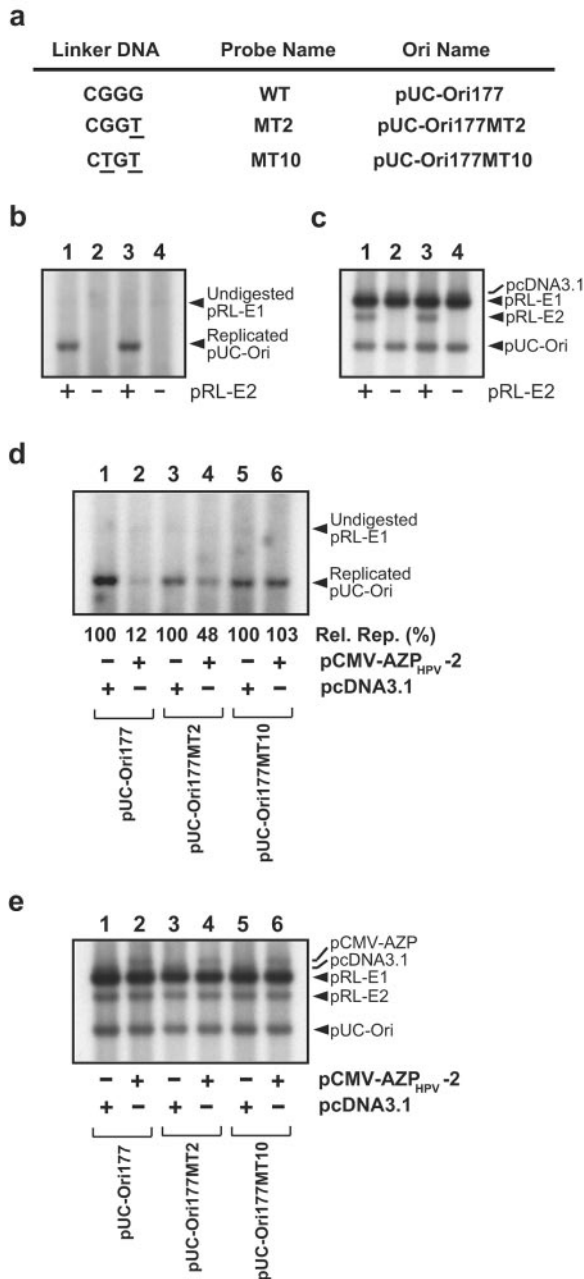 a
Linker DNA Probe Name Ori Name
CGGG WT pUC-Ori177
CGGT MT2 pUC-Ori177MT2
CTGT MT10 pUC-Ori177MT10
b
1 2 3 4
Undigested
pRL-E1
Replicated
pUC-Ori
+ − + − pRL-E2
c
1 2 3 4
pcDNA3.1
pRL-E1
pRL-E2
pUC-Ori
+ − + − pRL-E2
d
1 2 3 4 5 6
Undigested
pRL-E1
Replicated
pUC-Ori
100 12 100 48 100 103 Rel. Rep. (%)
− + − + − + pCMV-AZPHPV-2
+ − + − + − pcDNA3.1
pUC-Ori177
pUC-Ori177MT2
pUC-Ori177MT10
e
1 2 3 4 5 6
pCMV-AZP
pcDNA3.1
pRL-E1
pRL-E2
pUC-Ori
− + − + − + pCMV-AZPHPV-2
+ − + − + − pcDNA3.1
pUC-Ori177
pUC-Ori177MT2
pUC-Ori177MT10